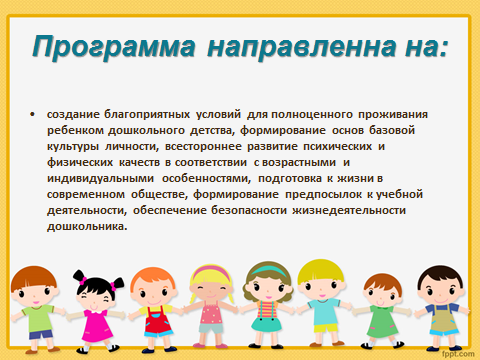 Программа направленна на:
• создание благоприятных условий для полноценного проживания
ребенком дошкольного детства, формирование основ базовой
культуры личности, всестороннее развитие психических и
физических качеств в соответствии с возрастными и
индивидуальными особенностями, подготовка к жизни в
современном обществе, формирование предпосылок к учебной
деятельности, обеспечение безопасности жизнедеятельности
дошкольника.
fppt.com